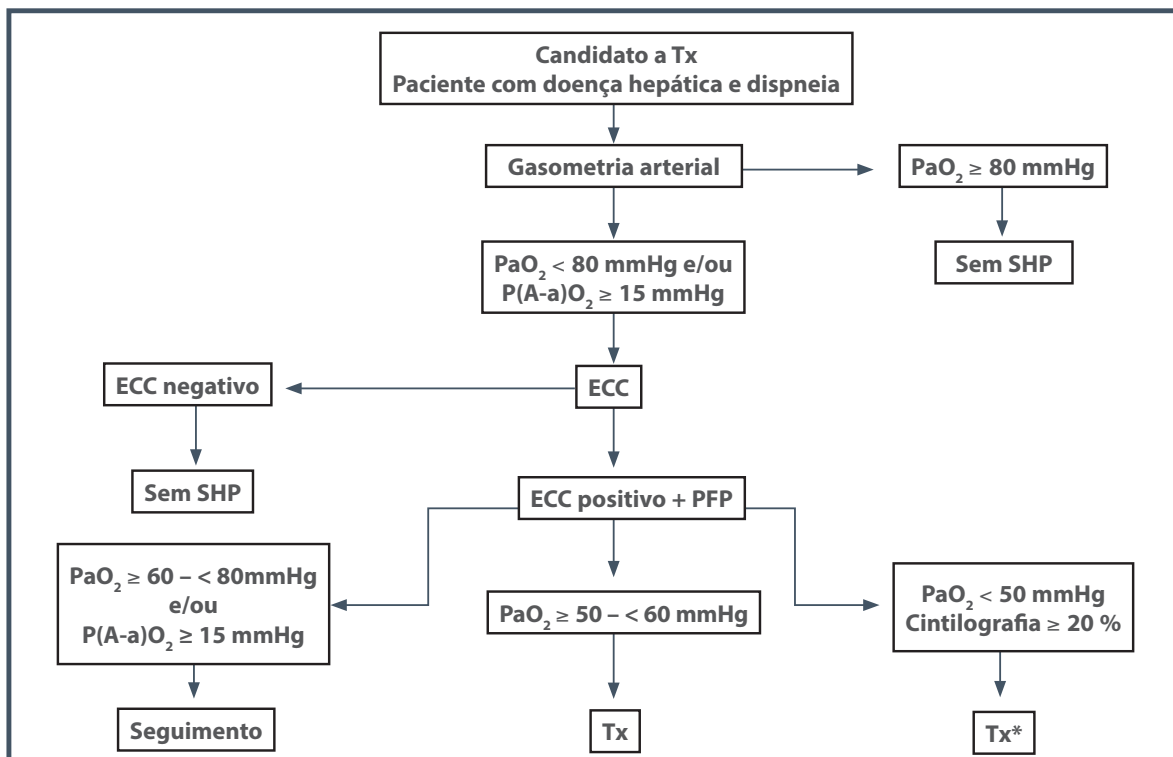 Candidato a Tx
Paciente com doença hepática e dispneia
Gasometria arterial
PaO₂ ≥ 80 mmHg
PaO₂ < 80 mmHg e/ou
P(A-a)O₂ ≥ 15 mmHg
Sem SHP
ECC negativo
ECC
Sem SHP
ECC positivo + PFP
PaO₂ ≥ 60 – < 80mmHg
e/ou
P(A-a)O₂ ≥ 15 mmHg
PaO₂ ≥ 50 – < 60 mmHg
PaO₂ < 50 mmHg
Cintilografia ≥ 20 %
Seguimento
Tx
Tx*